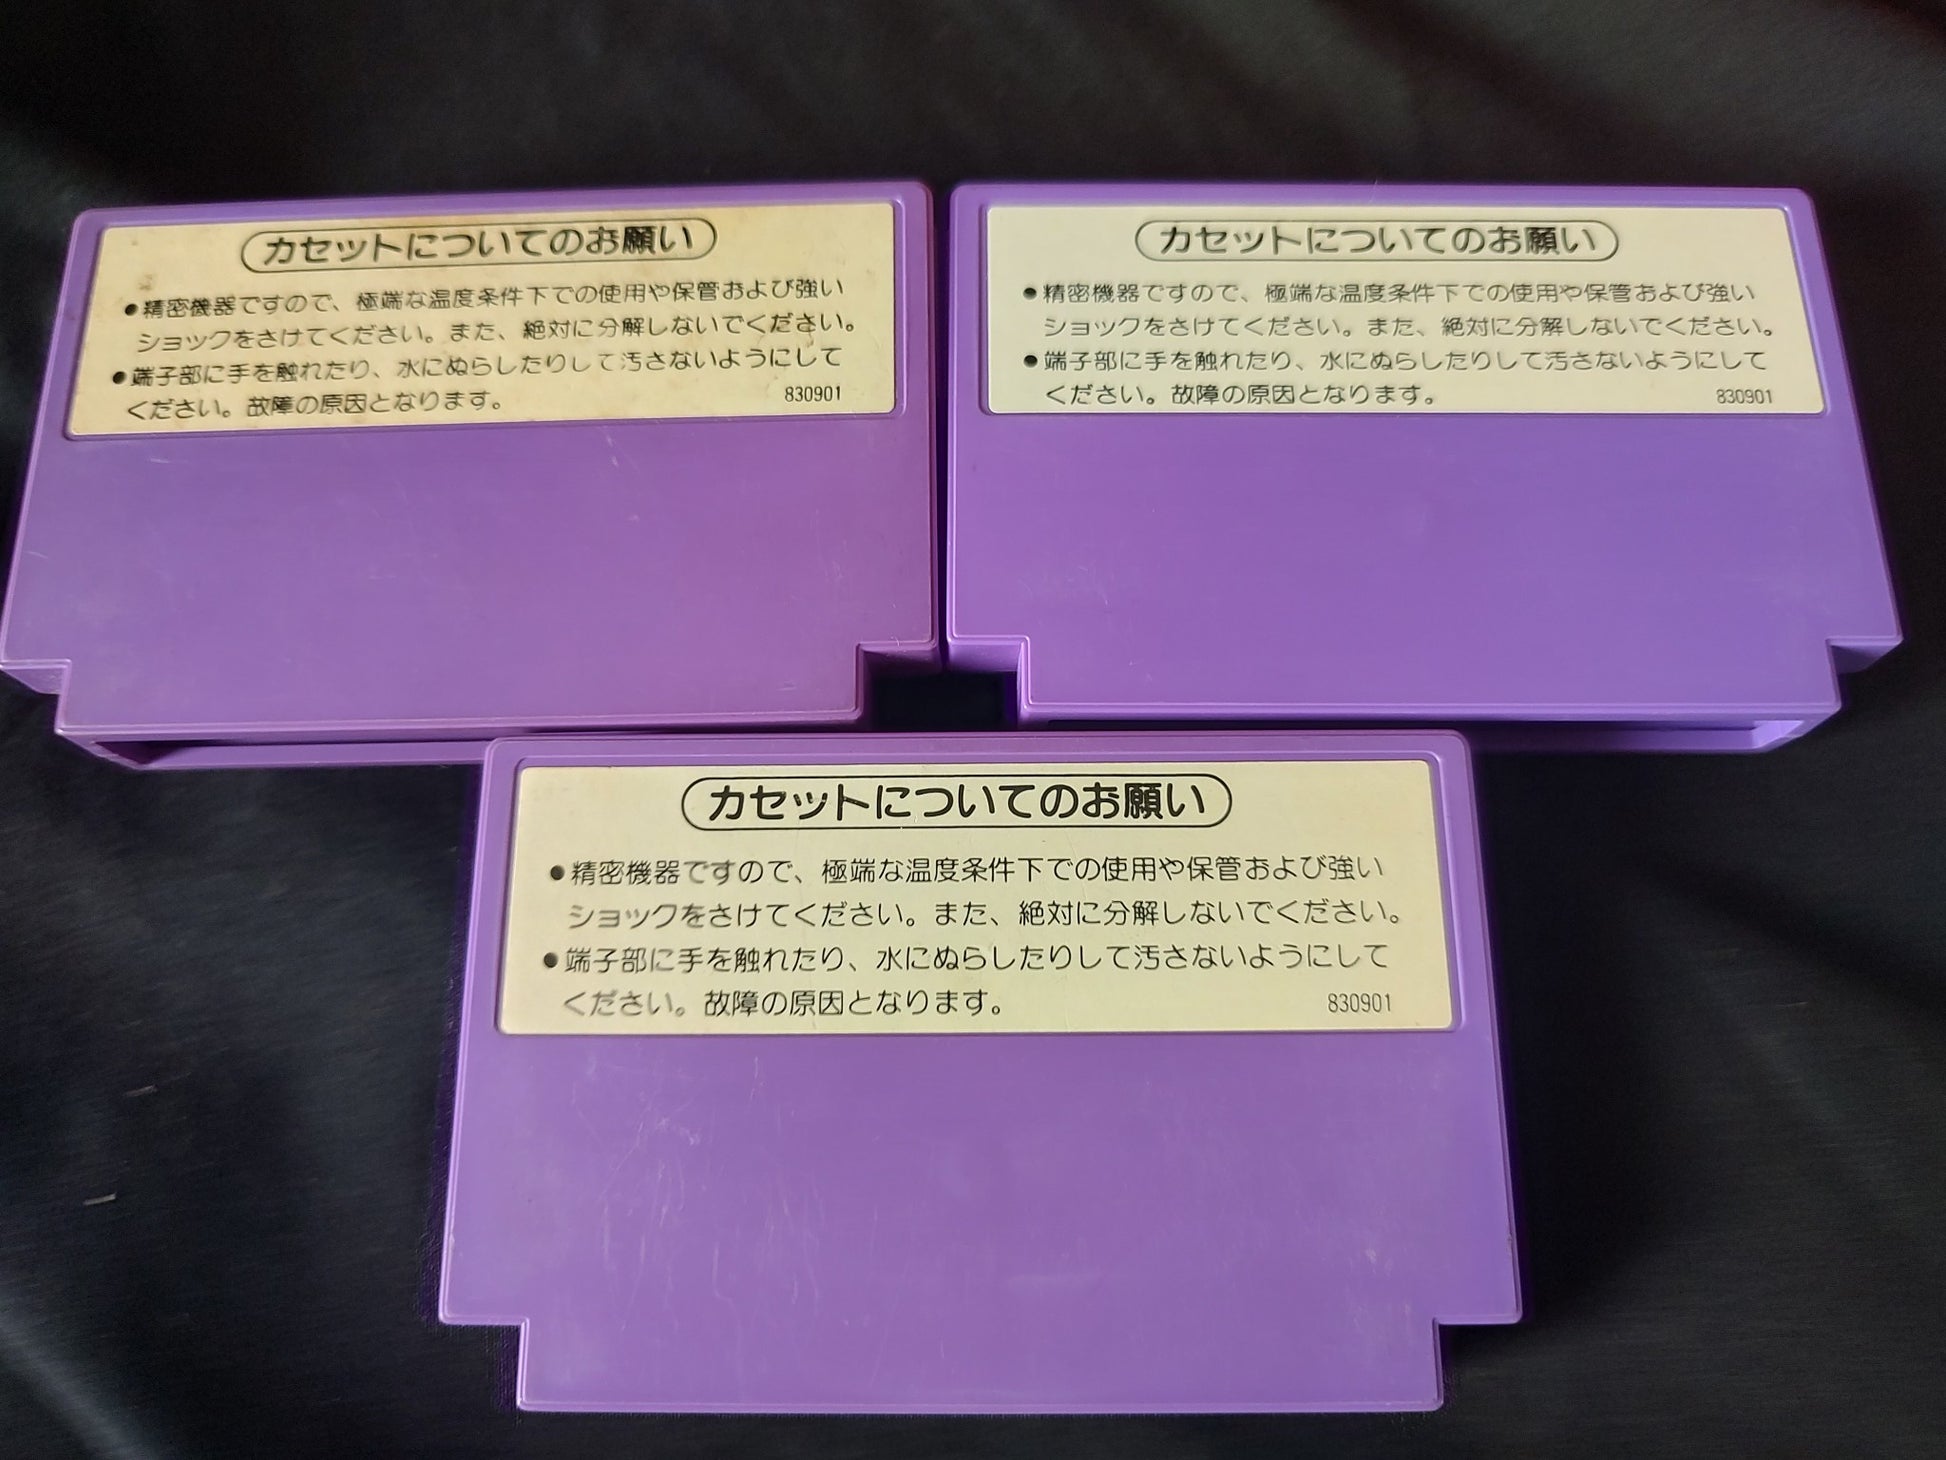 カセットについてのお願い
●精密機器ですので、極端な温度条件下での使用や保管および強い
ショックをさけてください。また、絶対に分解しないでください。
●端子部に手を触れたり、水にぬらしたりして汚さないようにして
ください。故障の原因となります。
830901
カセットについてのお願い
●精密機器ですので、極端な温度条件下での使用や保管および強い
ショックをさけてください。また、絶対に分解しないでください。
●端子部に手を触れたり、水にぬらしたりして汚さないようにして
ください。故障の原因となります。
830901
カセットについてのお願い
●精密機器ですので、極端な温度条件下での使用や保管および強い
ショックをさけてください。また、絶対に分解しないでください。
●端子部に手を触れたり、水にぬらしたりして汚さないようにして
ください。故障の原因となります。
830901